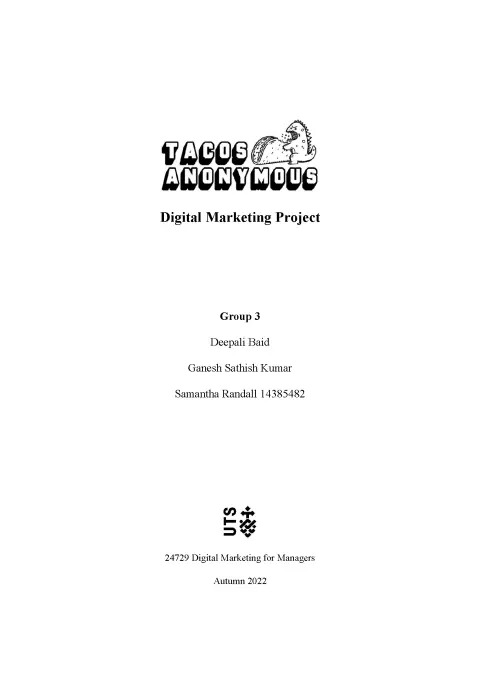 TACOS
ANONYMOUS
Digital Marketing Project
Group 3
Deepali Baid
Ganesh Sathish Kumar
Samantha Randall 14385482
UTS
24729 Digital Marketing for Managers
Autumn 2022